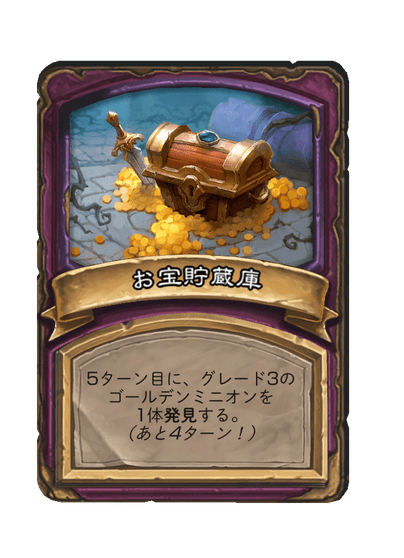 お宝貯蔵庫
5ターン目に、グレード3の
ゴールデンミニオンを
1体発見する。
(あと4ターン！)